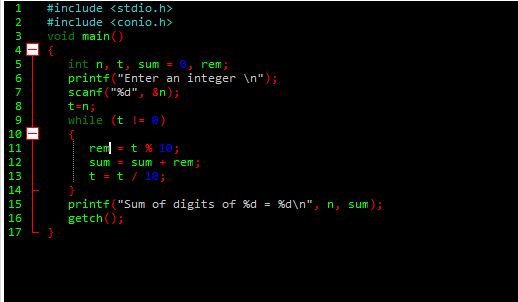 1 #include <stdio.h>
2 #include <conio.h>
3 void main()
4 {
5 int n, t, sum = 0, rem;
6 printf("Enter an integer \n");
7 scanf("%d", &n);
8 t=n;
9 while (t != 0)
10 {
11 rem = t % 10;
12 sum = sum + rem;
13 t = t / 10;
14 }
15 printf("Sum of digits of %d = %d\n", n, sum);
16 getch();
17 }